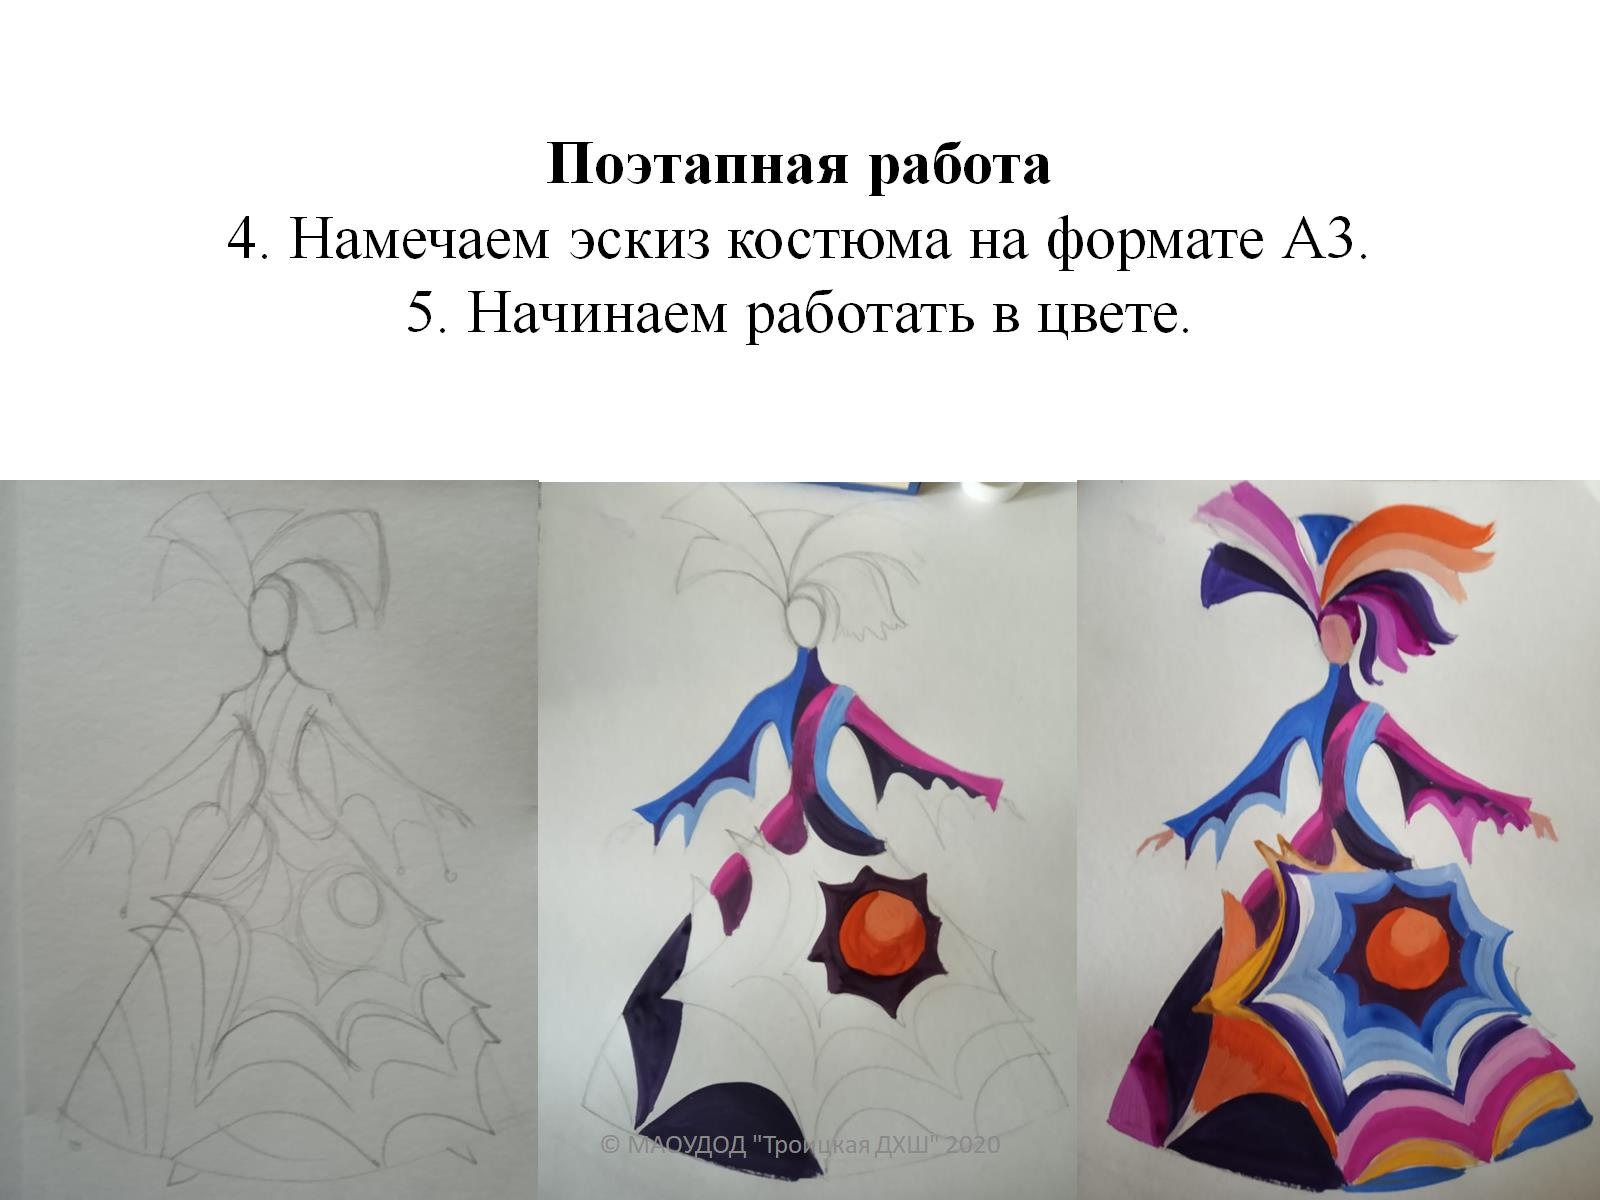 Поэтапная работа
4. Намечаем эскиз костюма на формате А3.
5. Начинаем работать в цвете.
© МАОУДОД "Троицкая ДХШ" 2020